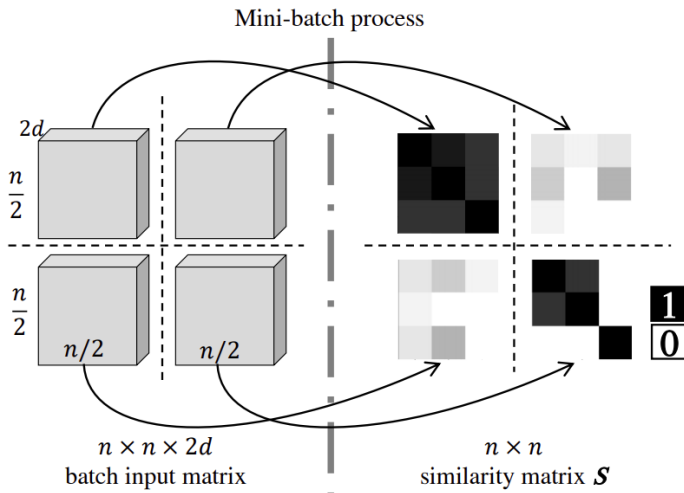 Mini-batch process
2d
n/2
n/2
n/2
n/2
1
0
n × n × 2d
batch input matrix
n × n
similarity matrix S